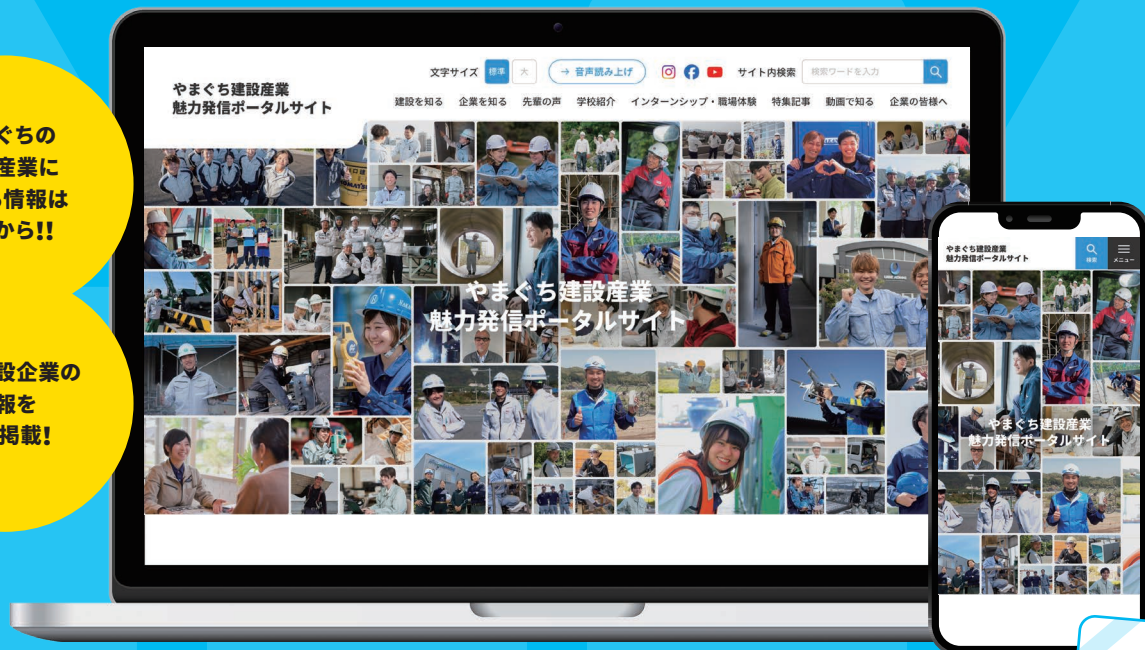 ぐちの
産業に
情報は
から!!
設企業の
報を
掲載!
やまぐち建設産業
魅力発信ポータルサイト
文字サイズ 標準 大 → 音声読み上げ サイト内検索 検索ワードを入力
建設を知る 企業を知る 先輩の声 学校紹介 インターンシップ・職場体験 特集記事 動画で知る 企業の皆様へ
やまぐち建設産業
魅力発信ポータルサイト
やまぐち建設産業
魅力発信ポータルサイト
検索 メニュー
やまぐち建設産業
魅力発信ポータルサイト